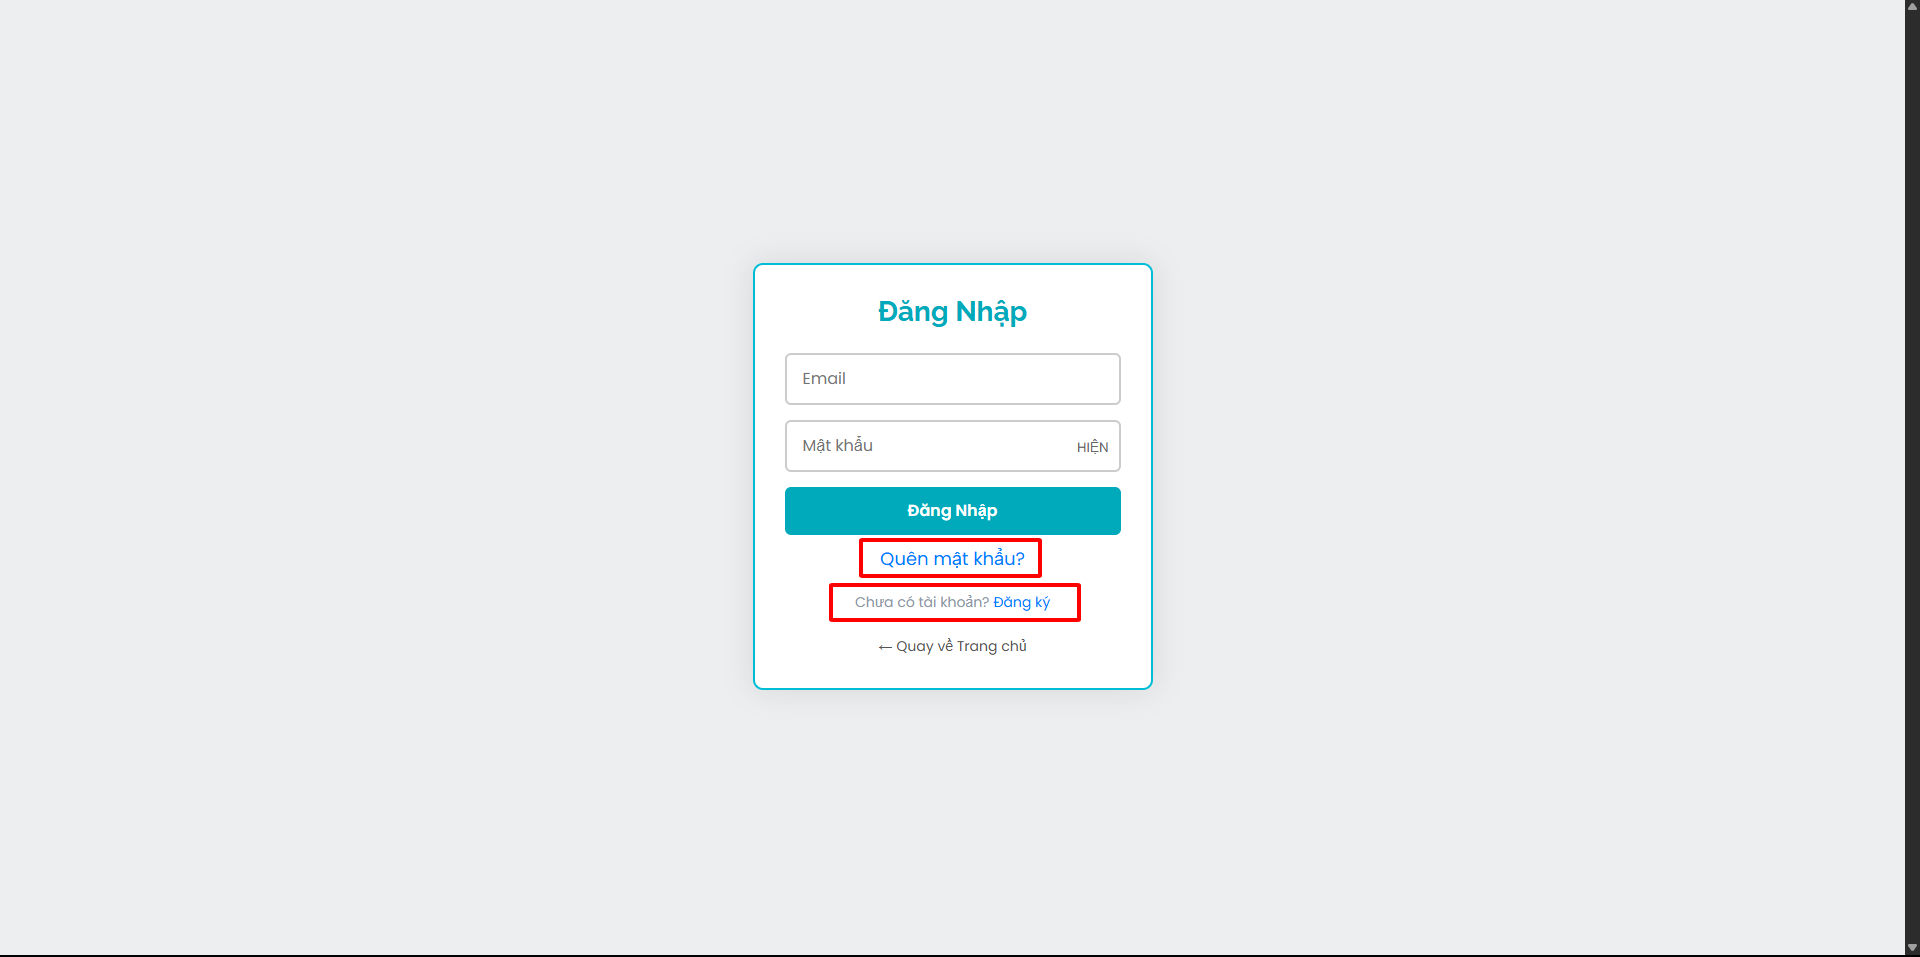 Đăng Nhập
Email
Mật khẩu HIỆN
Đăng Nhập
Quên mật khẩu?
Chưa có tài khoản? Đăng ký
← Quay về Trang chủ